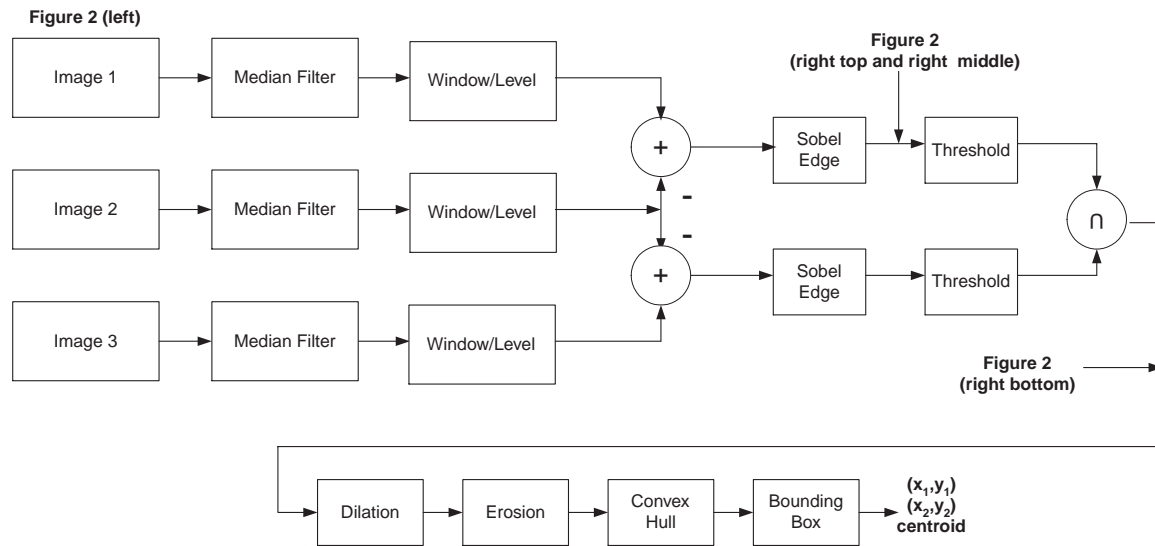 Figure 2 (left)
Image 1
Median Filter
Window/Level
Figure 2
(right top and right middle)
+
Sobel
Edge
Threshold
Image 2
Median Filter
Window/Level
-
-
∩
+
Sobel
Edge
Threshold
Image 3
Median Filter
Window/Level
Figure 2
(right bottom)
Dilation
Erosion
Convex
Hull
Bounding
Box
(x₁,y₁)
(x₂,y₂)
centroid